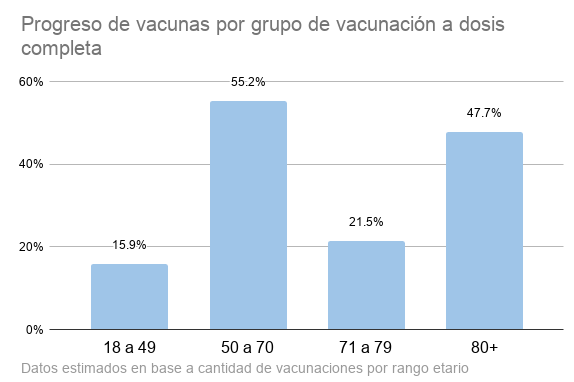 Progreso de vacunas por grupo de vacunación a dosis
completa
60%
40%
20%
0%
15.9%
55.2%
21.5%
47.7%
18 a 49
50 a 70
71 a 79
80+
Datos estimados en base a cantidad de vacunaciones por rango etario